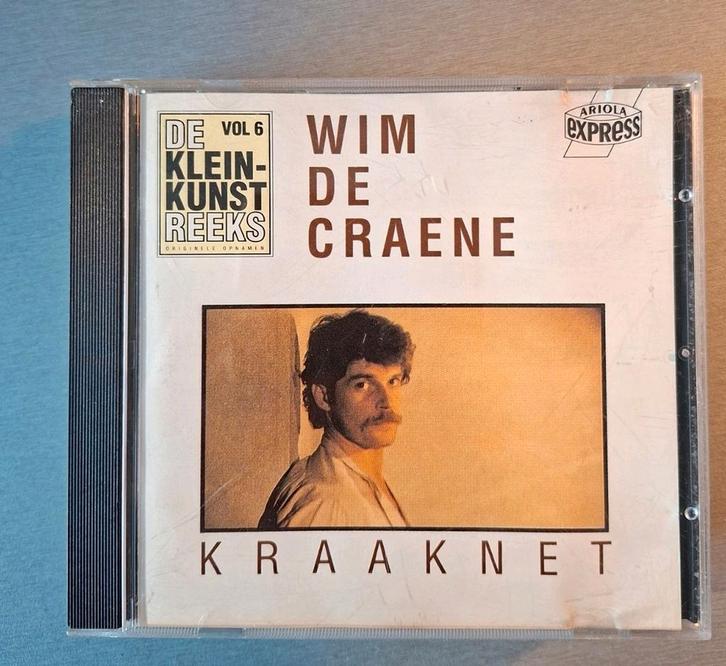 DE VOL 6
KLEIN-
KUNST
REEKS
ORIGINELE OPNAMEN
WIM
DE
CRAENE
ARIOLA
EXPRESS
KRAAKNET